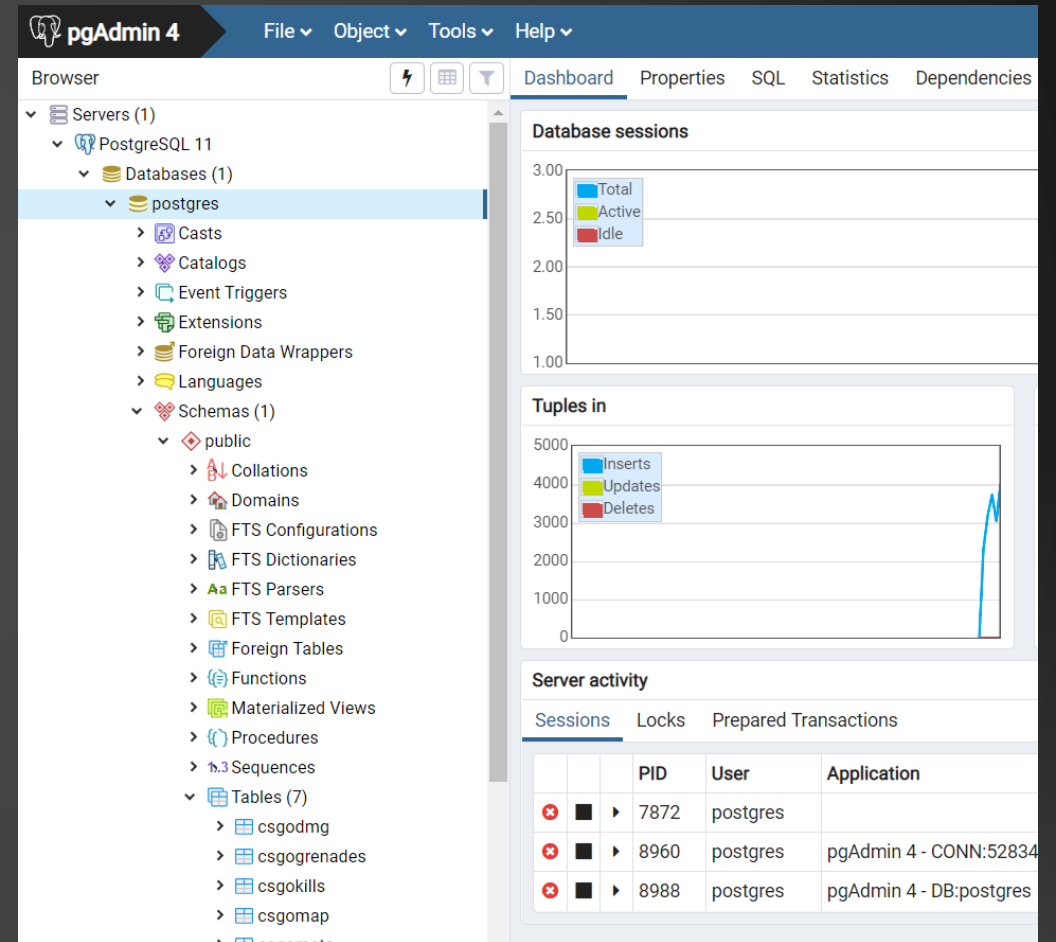 pgAdmin 4
File Object Tools Help
Browser
Servers (1)
PostgreSQL 11
Databases (1)
postgres
Casts
Catalogs
Event Triggers
Extensions
Foreign Data Wrappers
Languages
Schemas (1)
public
Collations
Domains
FTS Configurations
FTS Dictionaries
Aa FTS Parsers
FTS Templates
Foreign Tables
Functions
Materialized Views
Procedures
1..3 Sequences
Tables (7)
csgodmg
csgogrenades
csgokills
csgomap
Dashboard Properties SQL Statistics Dependencies
Database sessions
3.00
2.50
2.00
1.50
1.00
Total
Active
Idle
Tuples in
5000
4000
3000
2000
1000
0
Inserts
Updates
Deletes
Server activity
Sessions Locks Prepared Transactions
PID User Application
7872 postgres
8960 postgres pgAdmin 4 - CONN:52834
8988 postgres pgAdmin 4 - DB:postgres